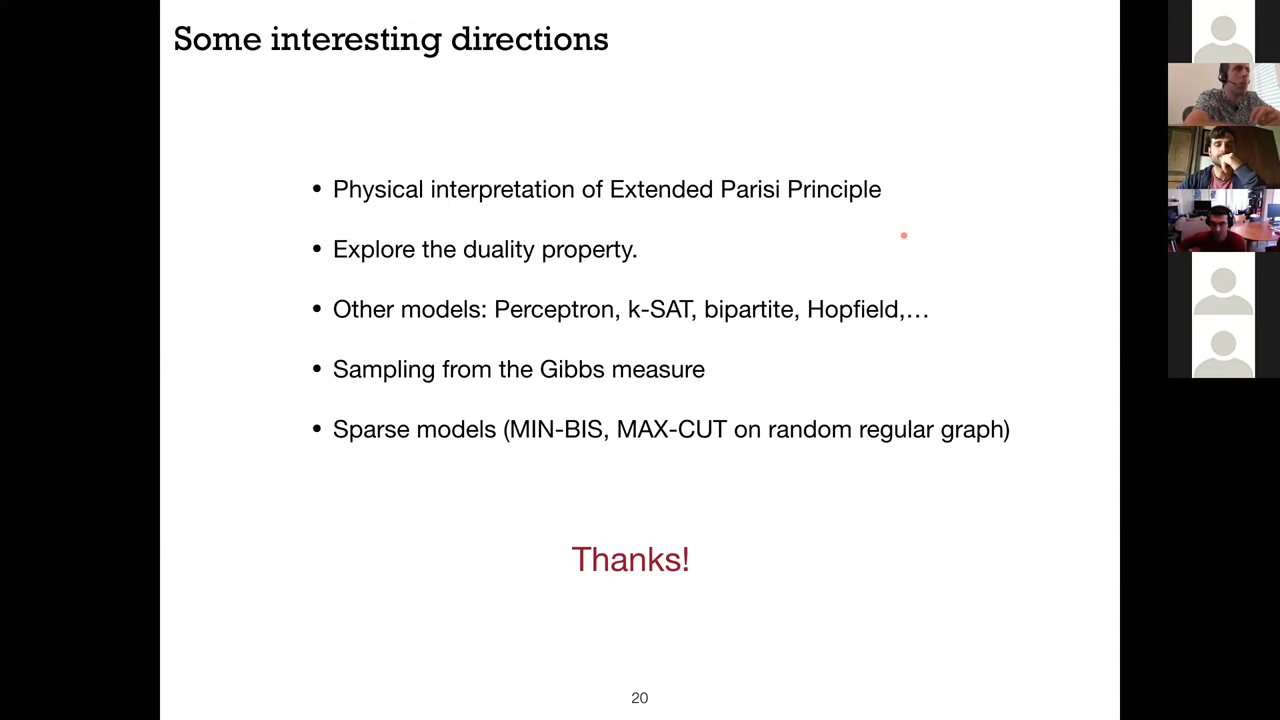 Some interesting directions
• Physical interpretation of Extended Parisi Principle
• Explore the duality property.
• Other models: Perceptron, k-SAT, bipartite, Hopfield,…
• Sampling from the Gibbs measure
• Sparse models (MIN-BIS, MAX-CUT on random regular graph)
Thanks!
20